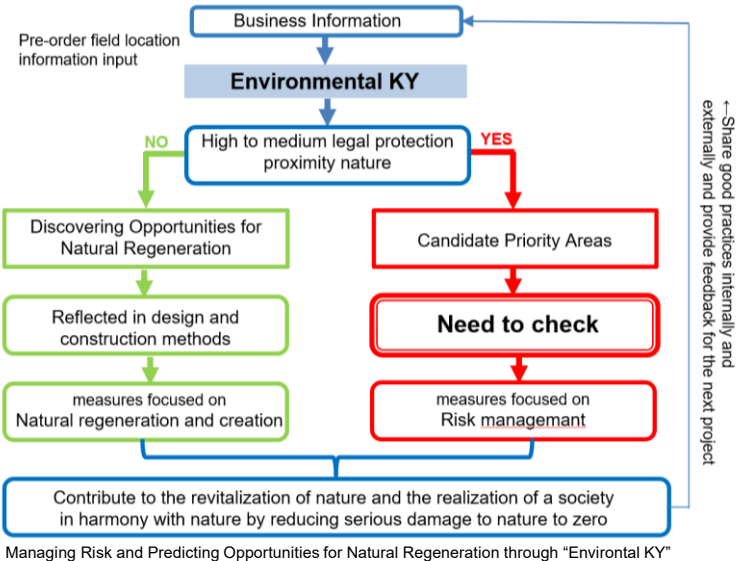 Business Information
Pre-order field location
information input
Environmental KY
High to medium legal protection
proximity nature
NO
YES
Discovering Opportunities for
Natural Regeneration
Candidate Priority Areas
Reflected in design and
construction methods
Need to check
measures focused on
Natural regeneration and creation
measures focused on
Risk managemant
Contribute to the revitalization of nature and the realization of a society
in harmony with nature by reducing serious damage to nature to zero
←Share good practices internally and
externally and provide feedback for the next project
Managing Risk and Predicting Opportunities for Natural Regeneration through “Environtal KY”